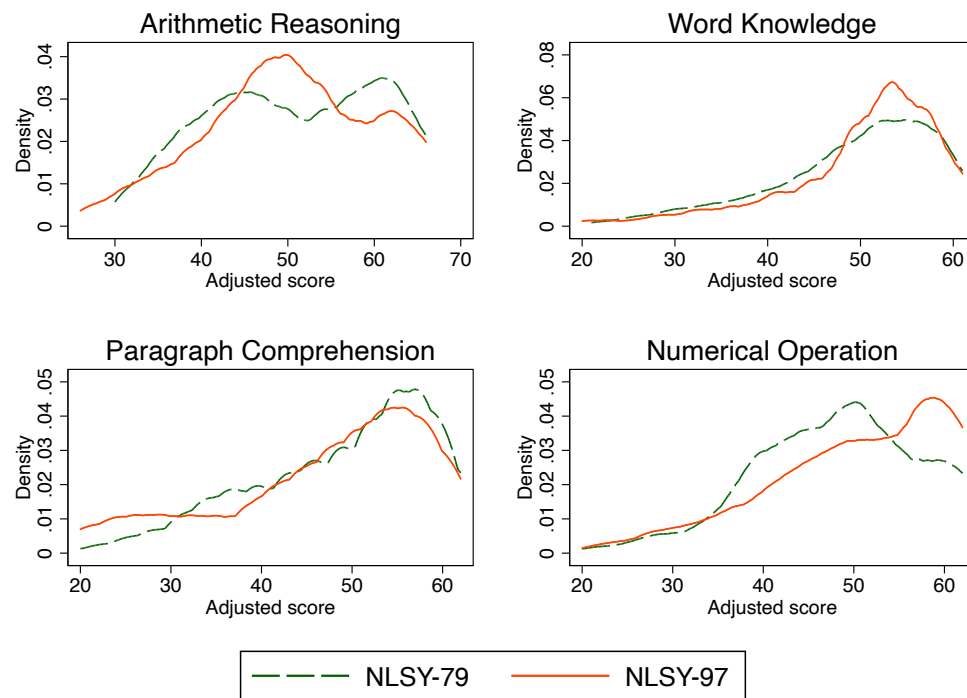 Arithmetic Reasoning
Density
0 .01 .02 .03 .04
30 40 50 60 70
Adjusted score
Word Knowledge
Density
0 .02 .04 .06 .08
20 30 40 50 60
Adjusted score
Paragraph Comprehension
Density
0 .01 .02 .03 .04 .05
20 30 40 50 60
Adjusted score
Numerical Operation
Density
0 .01 .02 .03 .04 .05
20 30 40 50 60
Adjusted score
NLSY-79 NLSY-97